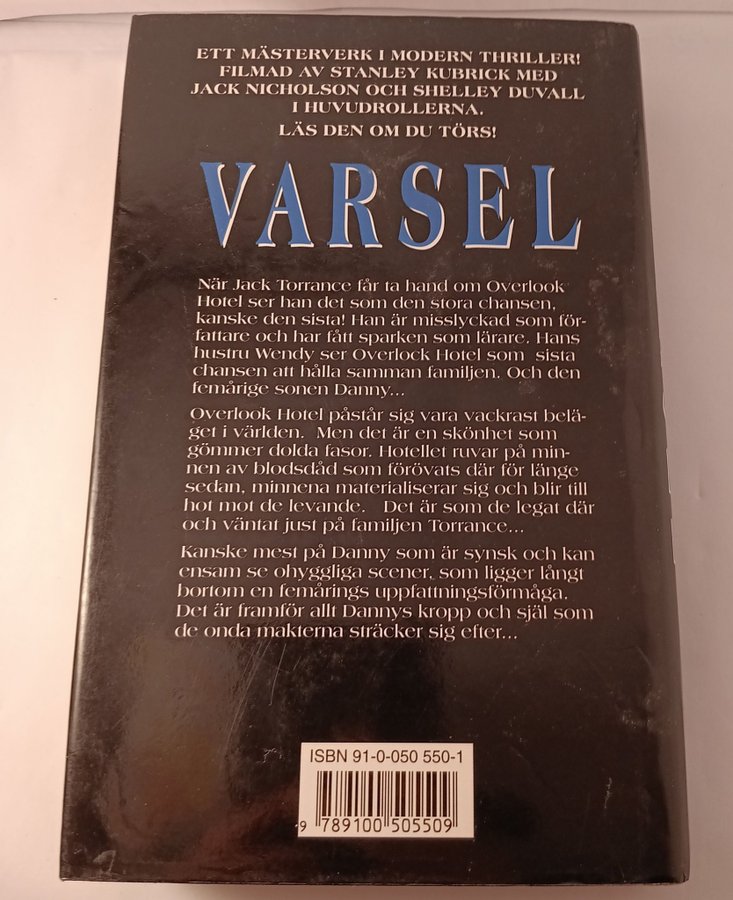 ETT MÄSTERVERK I MODERN THRILLER!
FILMAD AV STANLEY KUBRICK MED
JACK NICHOLSON OCH SHELLEY DUVALL
I HUVUDROLLERNA.
LÄS DEN OM DU TÖRS!
VARSEL
När Jack Torrance får ta hand om Overlook
Hotel ser han det som den stora chansen,
kanske den sista! Han är misslyckad som för-
fattare och har fått sparken som lärare. Hans
hustru Wendy ser Overlock Hotel som sista
chansen att hålla samman familjen. Och den
femårige sonen Danny...
Overlook Hotel påstår sig vara vackrast belä-
get i världen. Men det är en skönhet som
gömmer dolda fasor. Hotellet ruvar på min-
nen av blodsdåd som förövats där för länge
sedan, minnena materialiserar sig och blir till
hot mot de levande. Det är som de legat där
och väntat just på familjen Torrance...
Kanske mest på Danny som är synsk och kan
ensam se ohyggliga scener, som ligger långt
bortom en femårings uppfattningsförmåga.
Det är framför allt Dannys kropp och själ som
de onda makterna sträcker sig efter...
ISBN 91-0-050 550-1
9 789100 505509